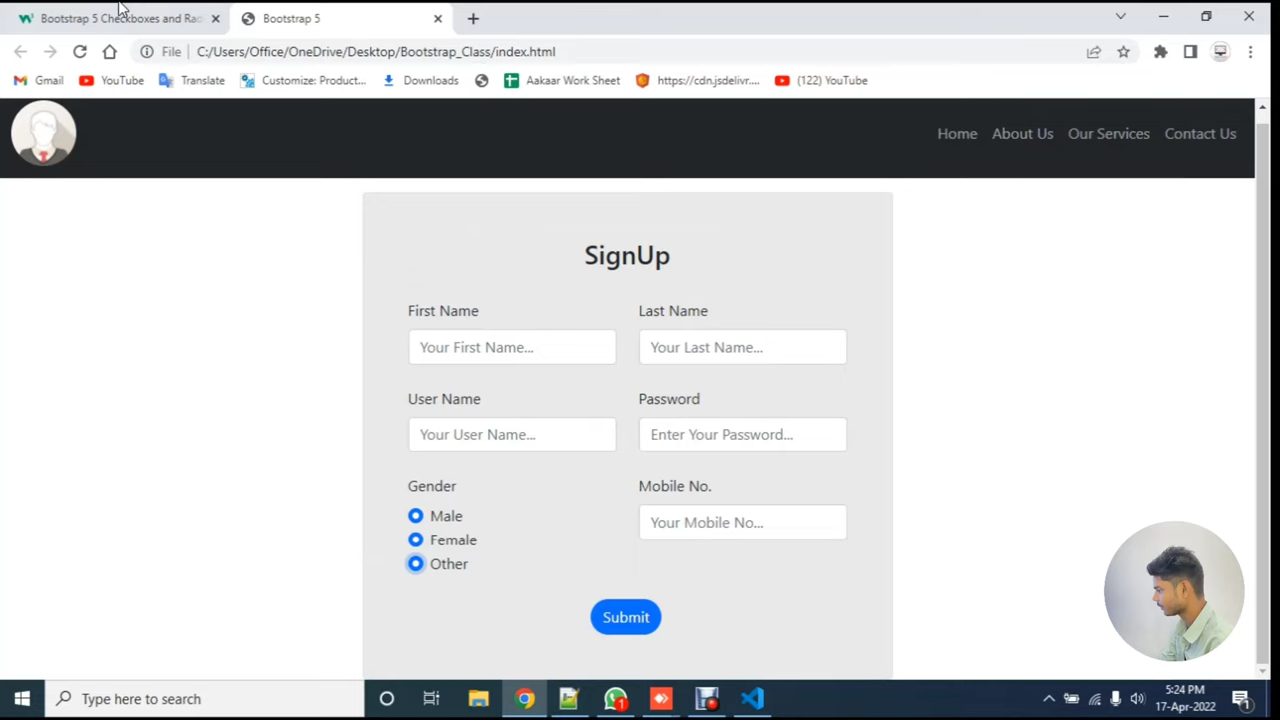 Bootstrap 5 Checkboxes and Rad
Bootstrap 5
File C:/Users/Office/OneDrive/Desktop/Bootstrap_Class/index.html
Gmail YouTube Translate Customize: Product... Downloads Aakaar Work Sheet https://cdn.jsdelivr.... (122) YouTube
Home About Us Our Services Contact Us
SignUp
First Name Last Name
Your First Name... Your Last Name...
User Name Password
Your User Name... Enter Your Password...
Gender Mobile No.
Male
Your Mobile No...
Female
Other
Submit
Type here to search
1
5:24 PM
17-Apr-2022
1